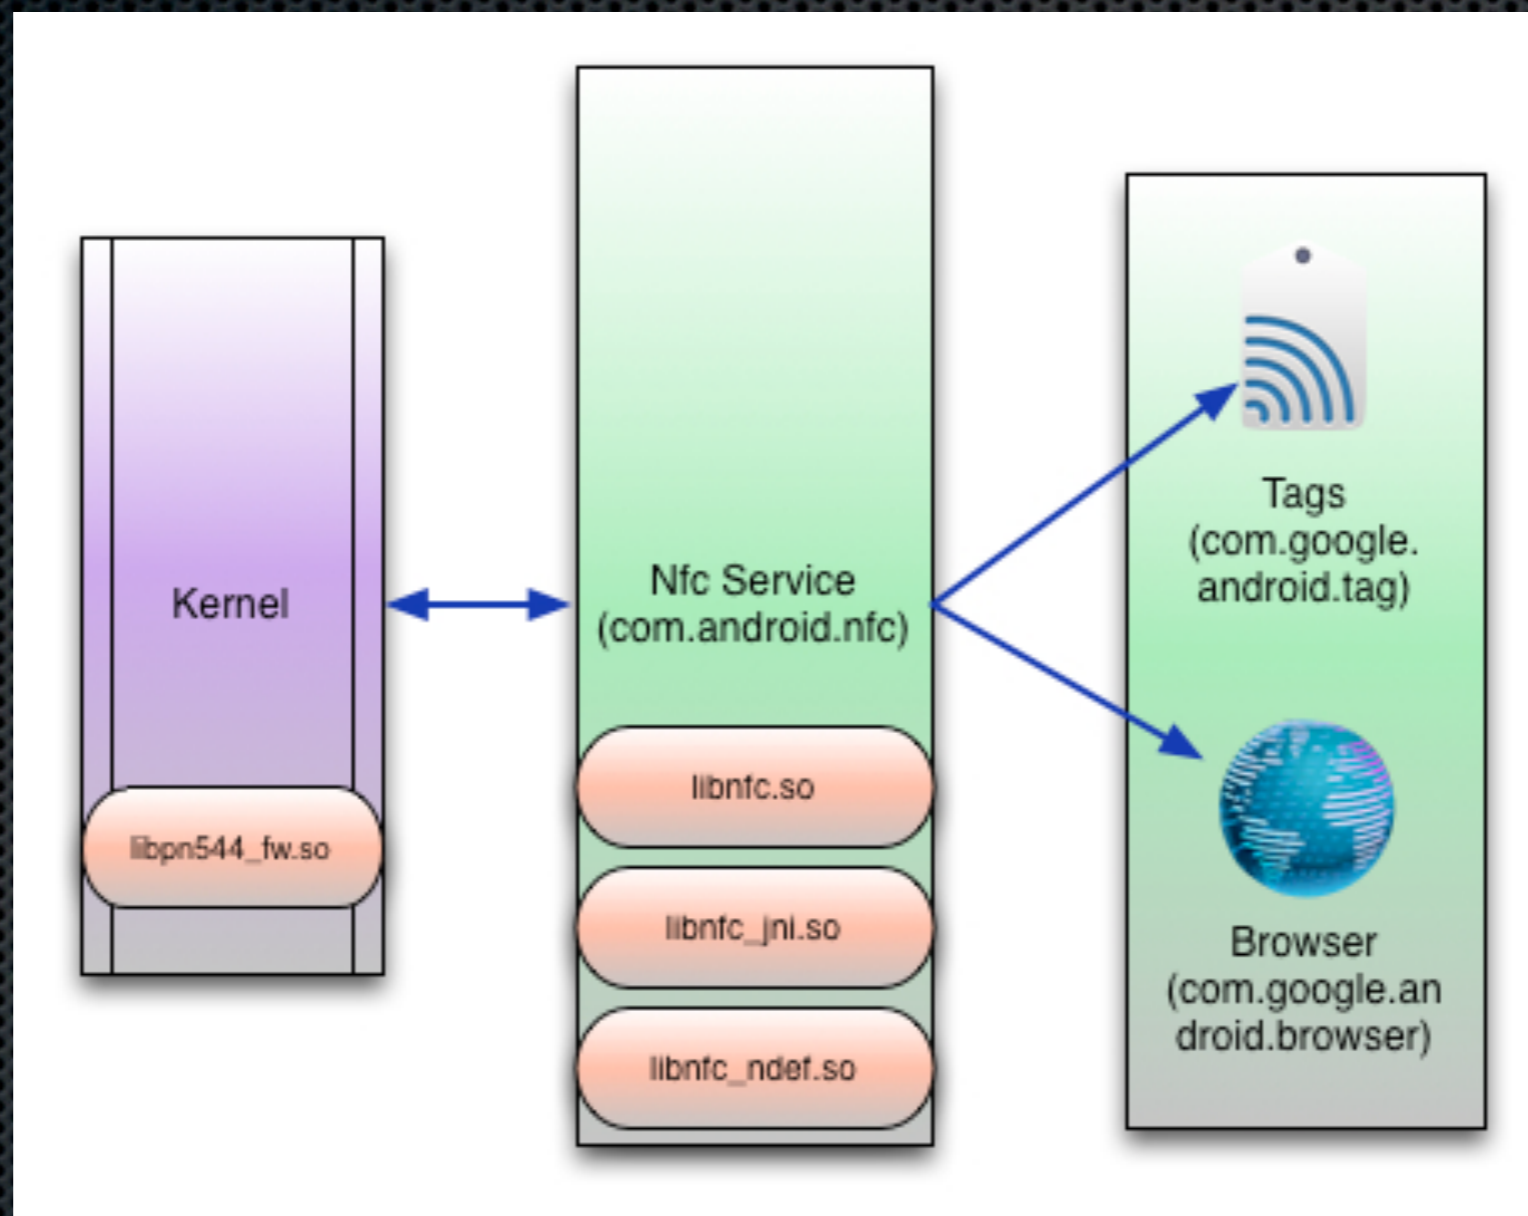 Kernel
libpn544_fw.so
Nfc Service
(com.android.nfc)
libnfc.so
libnfc_jni.so
libnfc_ndef.so
Tags
(com.google.
android.tag)
Browser
(com.google.an
droid.browser)